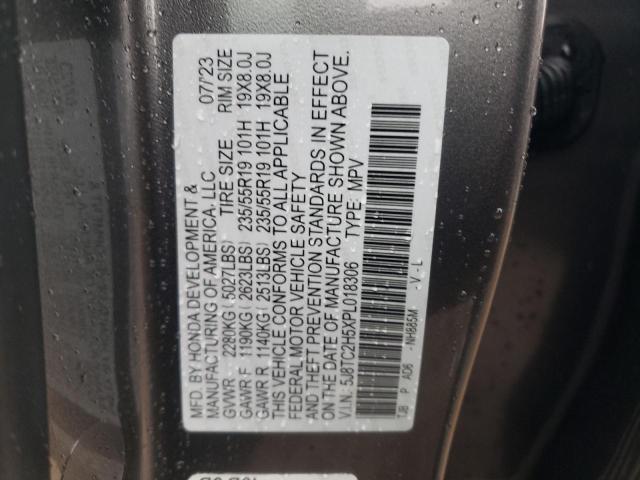 MFD. BY HONDA DEVELOPMENT & 07/'23
MANUFACTURING OF AMERICA, LLC
GVWR 2280KG (5027LBS) TIRE SIZE RIM SIZE
GAWR F 1190KG (2623LBS) 235/55R19 101H 19X8.0J
GAWR R 1140KG (2513LBS) 235/55R19 101H 19X8.0J
THIS VEHICLE CONFORMS TO ALL APPLICABLE
FEDERAL MOTOR VEHICLE SAFETY
AND THEFT PREVENTION STANDARDS IN EFFECT
ON THE DATE OF MANUFACTURE SHOWN ABOVE.
V.I.N.: 5J8TC2H5XPL018306 TYPE: MPV
TJB P AD6 -NH885M -V-L